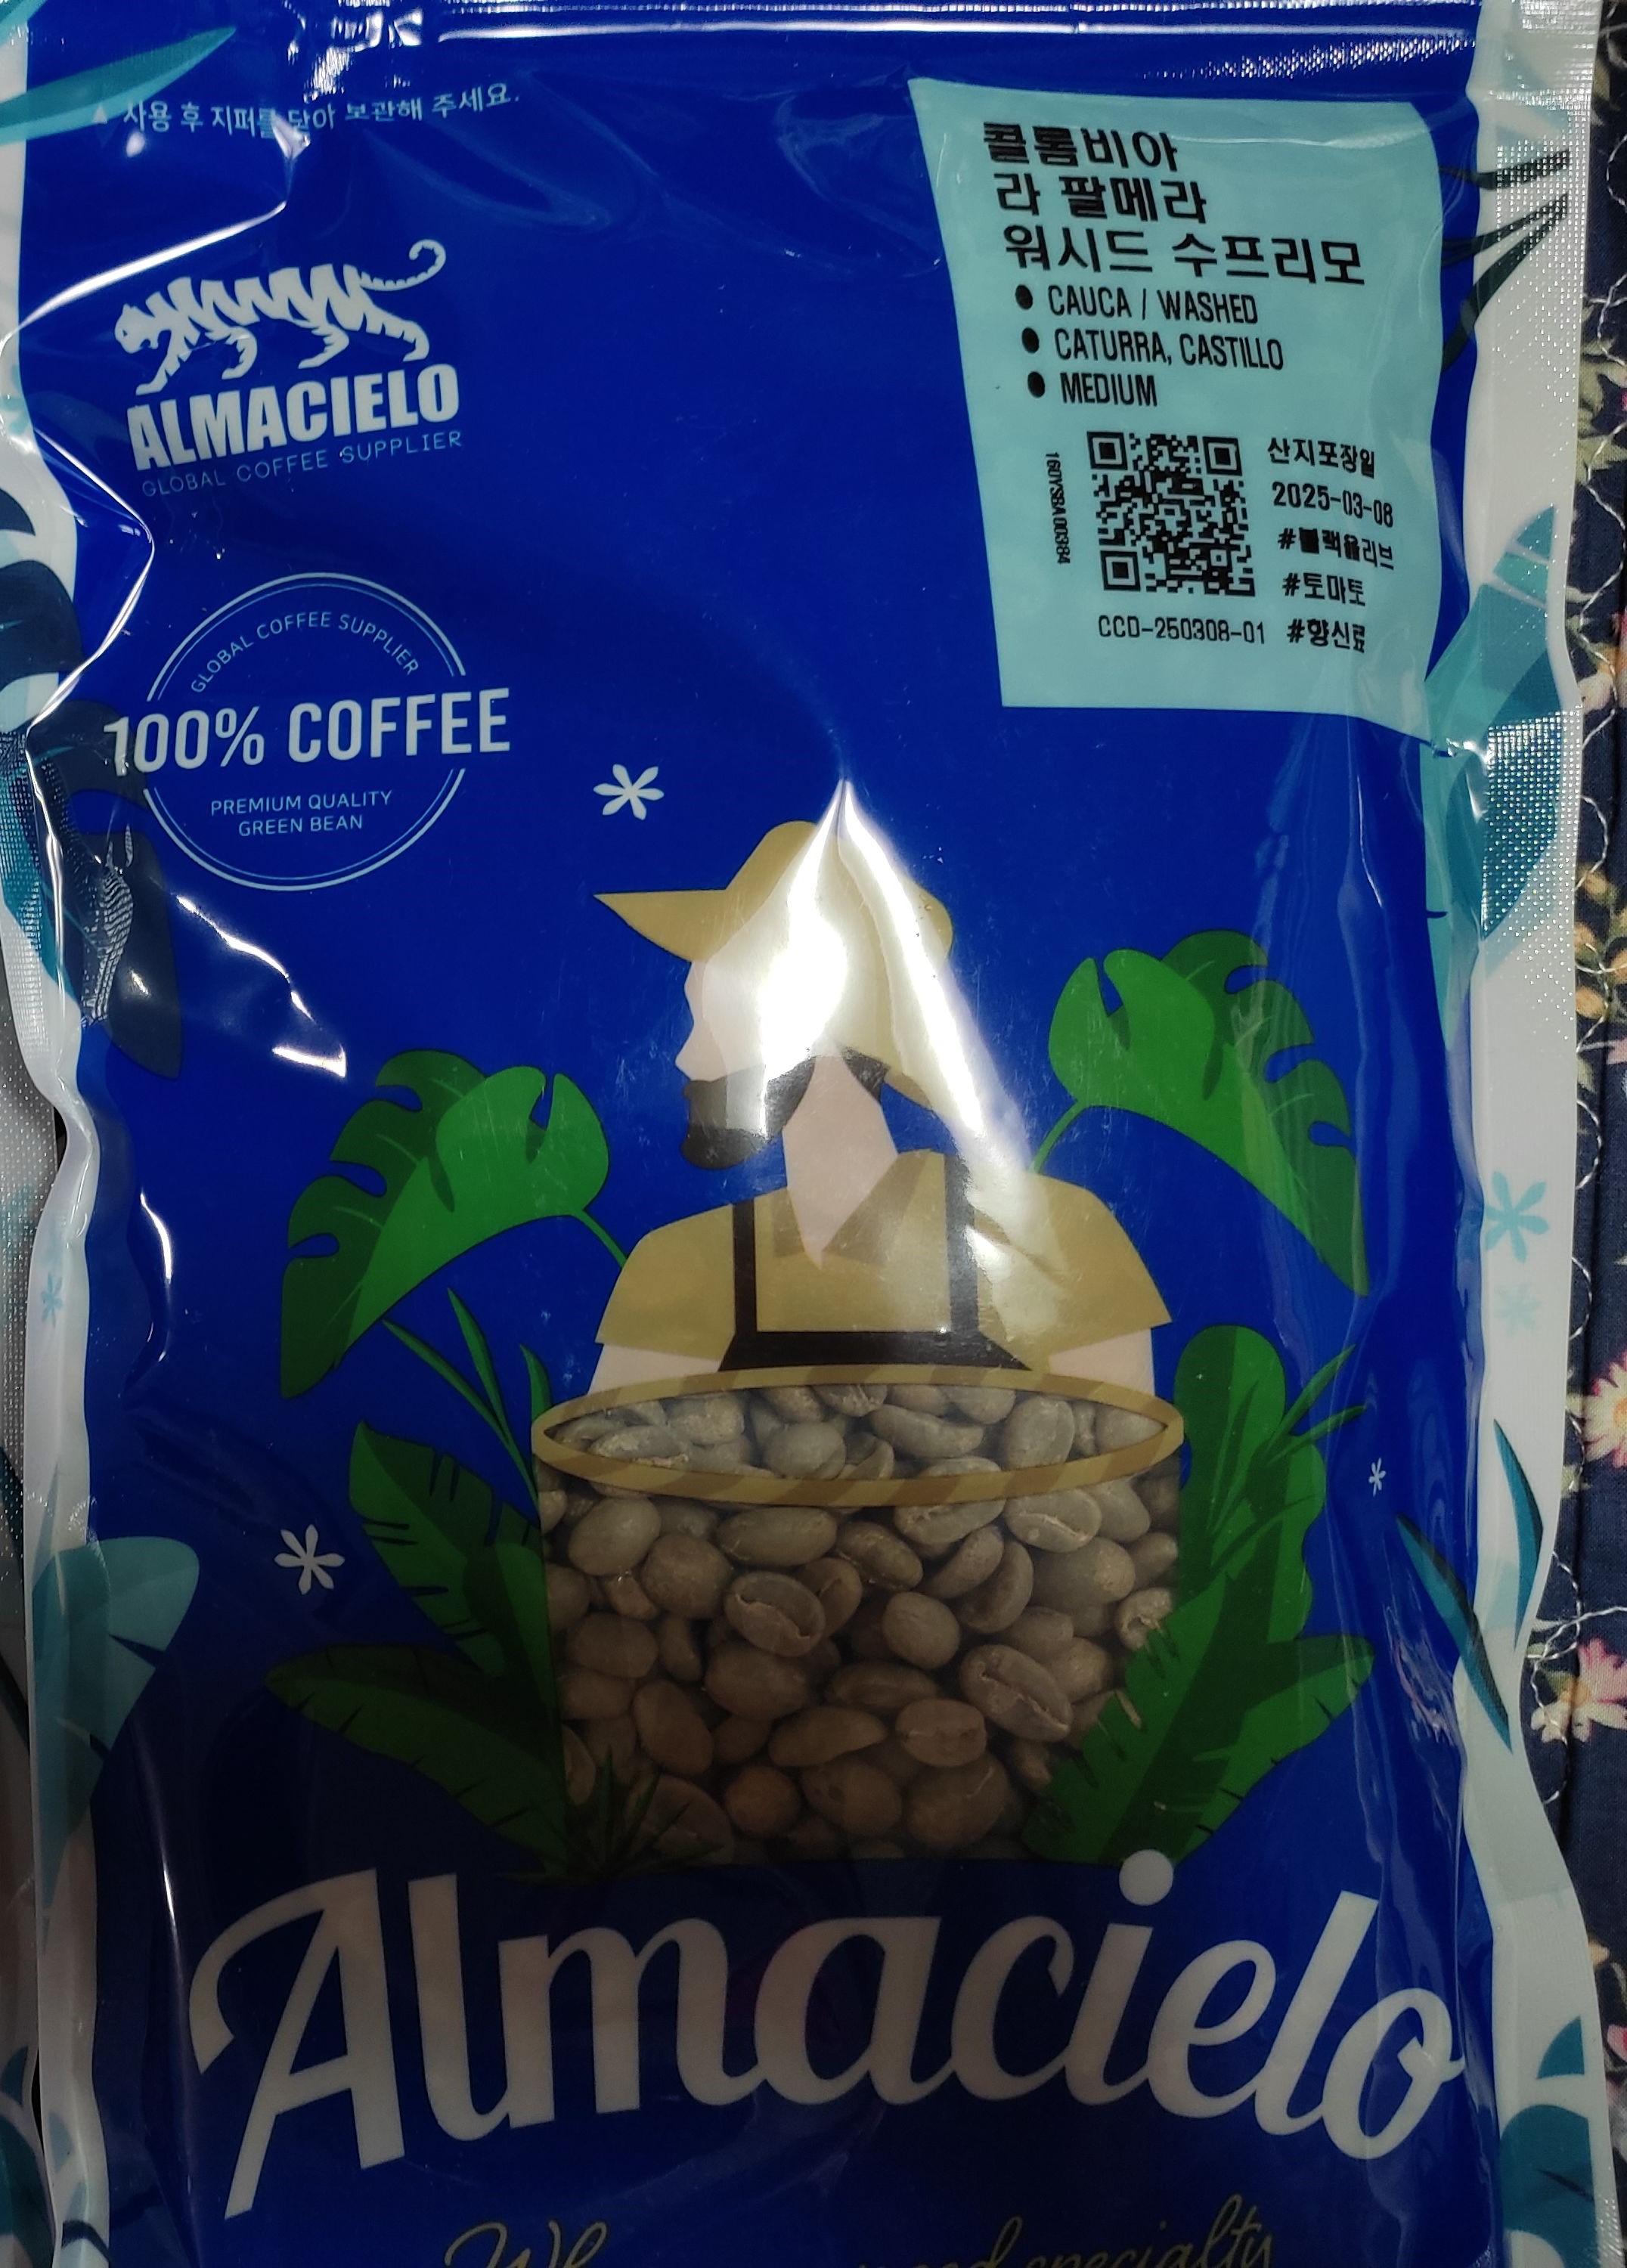 ▲ 사용 후 지퍼를 닫아 보관해 주세요.
ALMACIELO
GLOBAL COFFEE SUPPLIER
콜롬비아
라 팔메라
워시드 수프리모
● CAUCA / WASHED
● CATURRA, CASTILLO
● MEDIUM
산지포장일
2025-03-08
#블랙올리브
#토마토
#향신료
CCD-250308-01
GLOBAL COFFEE SUPPLIER
100% COFFEE
PREMIUM QUALITY
GREEN BEAN
Almacielo
specialty